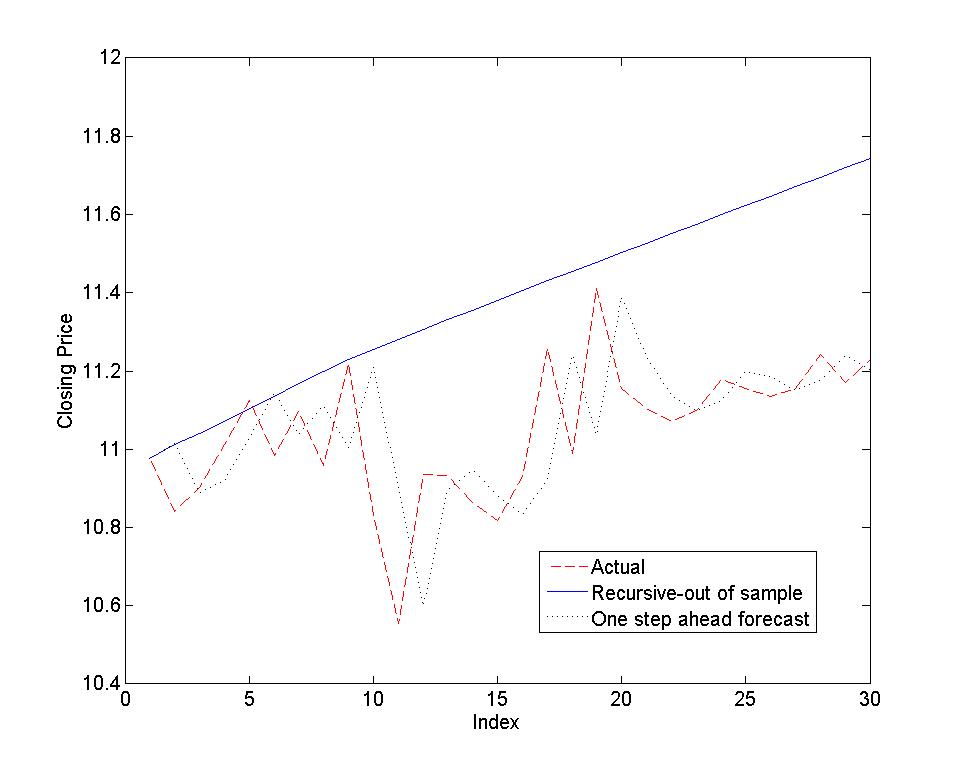 12
11.8
11.6
11.4
11.2
11
10.8
10.6
10.4
Closing Price
Actual
Recursive-out of sample
One step ahead forecast
0 5 10 15 20 25 30
Index